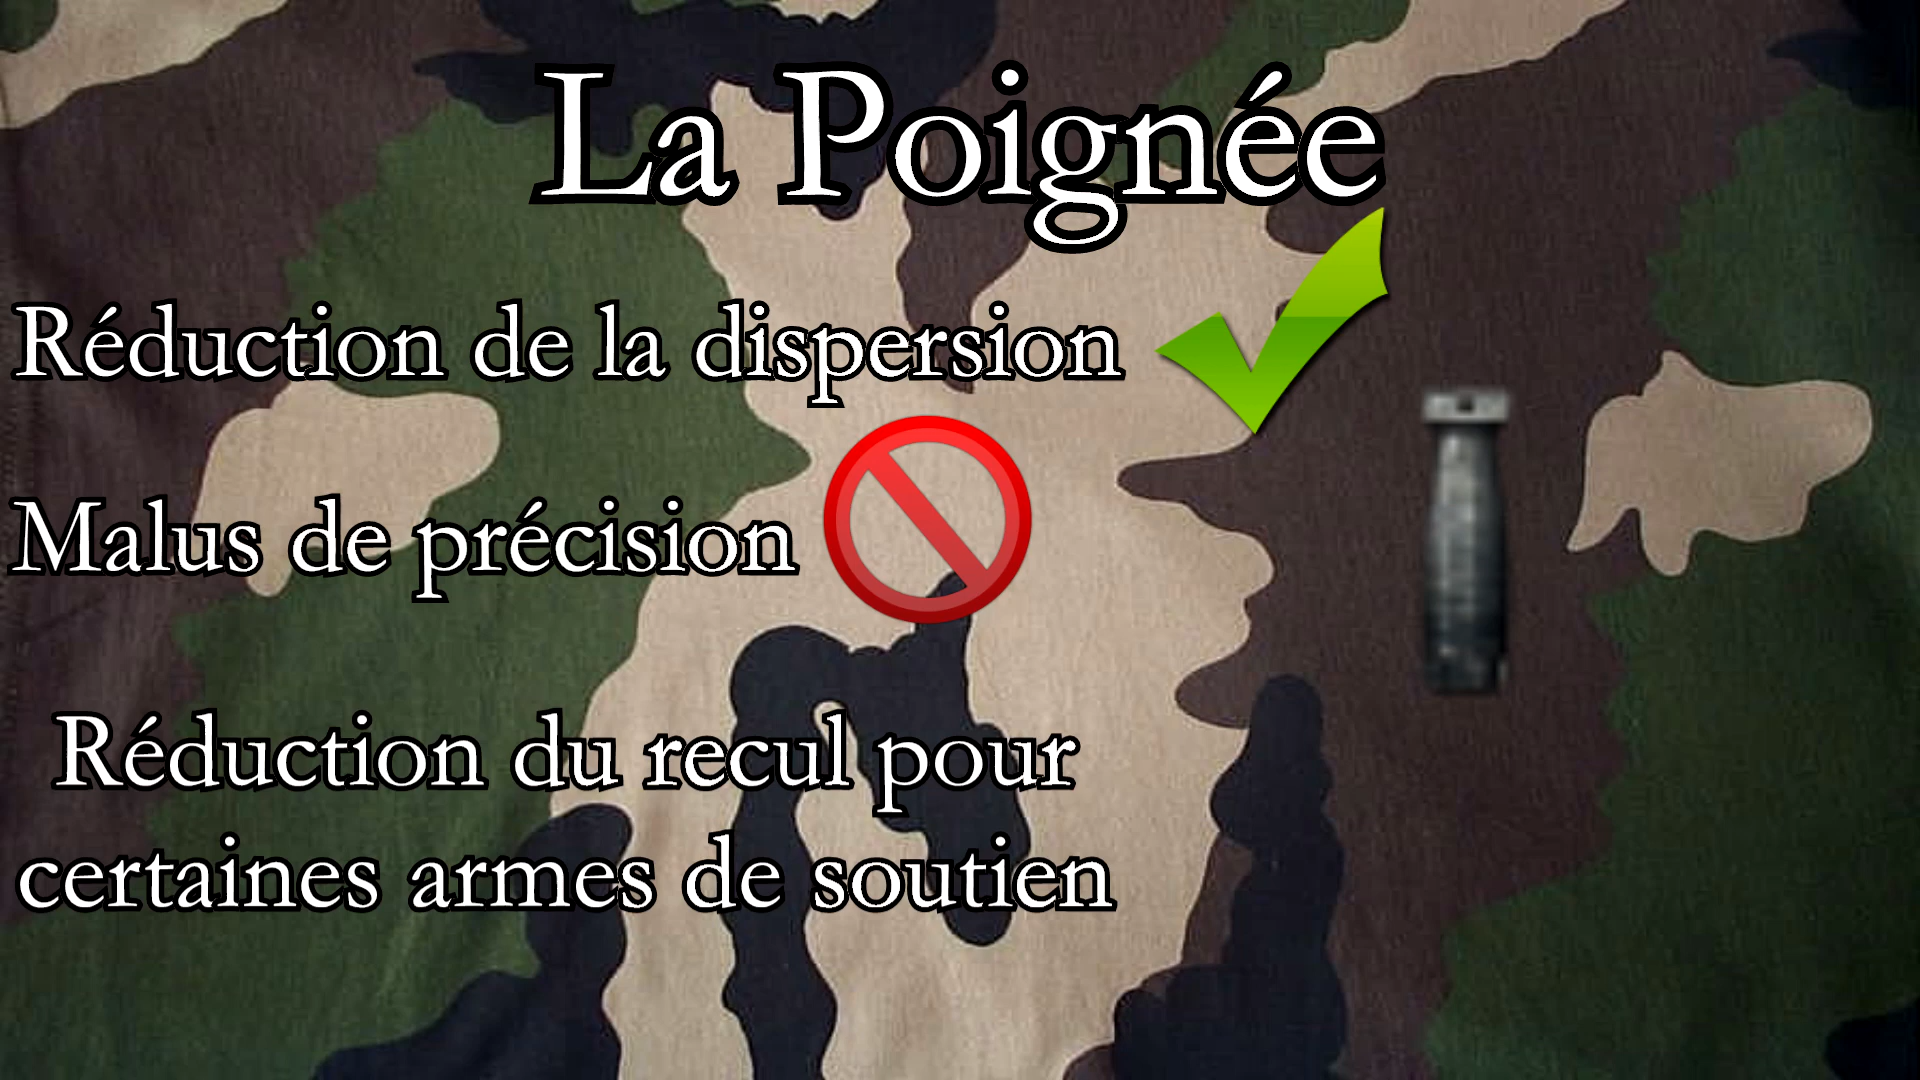 La Poignée
Réduction de la dispersion
Malus de précision
Réduction du recul pour
certaines armes de soutien